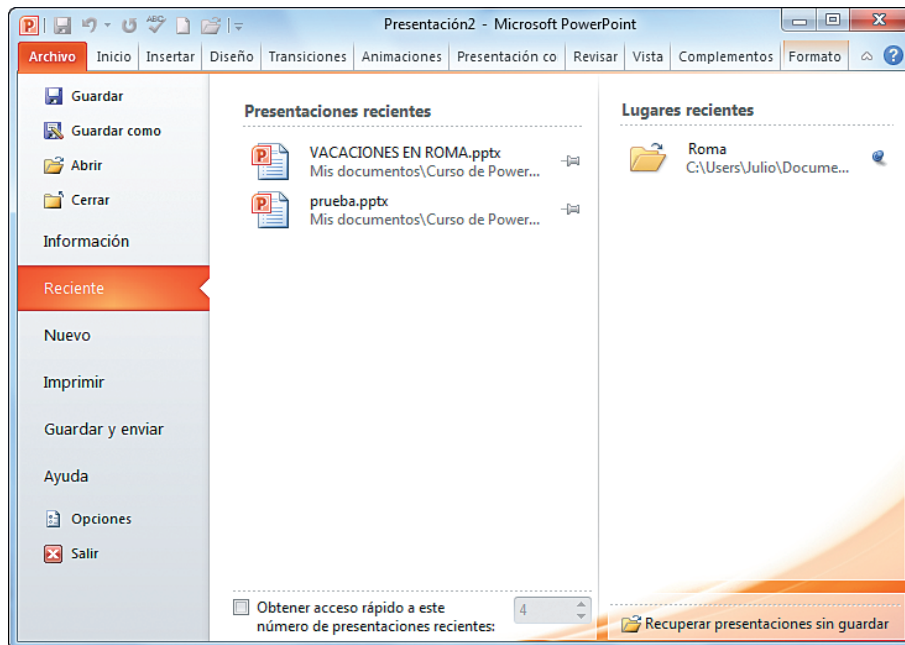 Presentación2 - Microsoft PowerPoint
Archivo Inicio Insertar Diseño Transiciones Animaciones Presentación co Revisar Vista Complementos Formato
Guardar
Guardar como
Abrir
Cerrar
Información
Reciente
Nuevo
Imprimir
Guardar y enviar
Ayuda
Opciones
Salir
Presentaciones recientes
VACACIONES EN ROMA.pptx
Mis documentos\Curso de Power...
prueba.pptx
Mis documentos\Curso de Power...
Obtener acceso rápido a este
número de presentaciones recientes:
4
Lugares recientes
Roma
C:\Users\Julio\Docume...
Recuperar presentaciones sin guardar